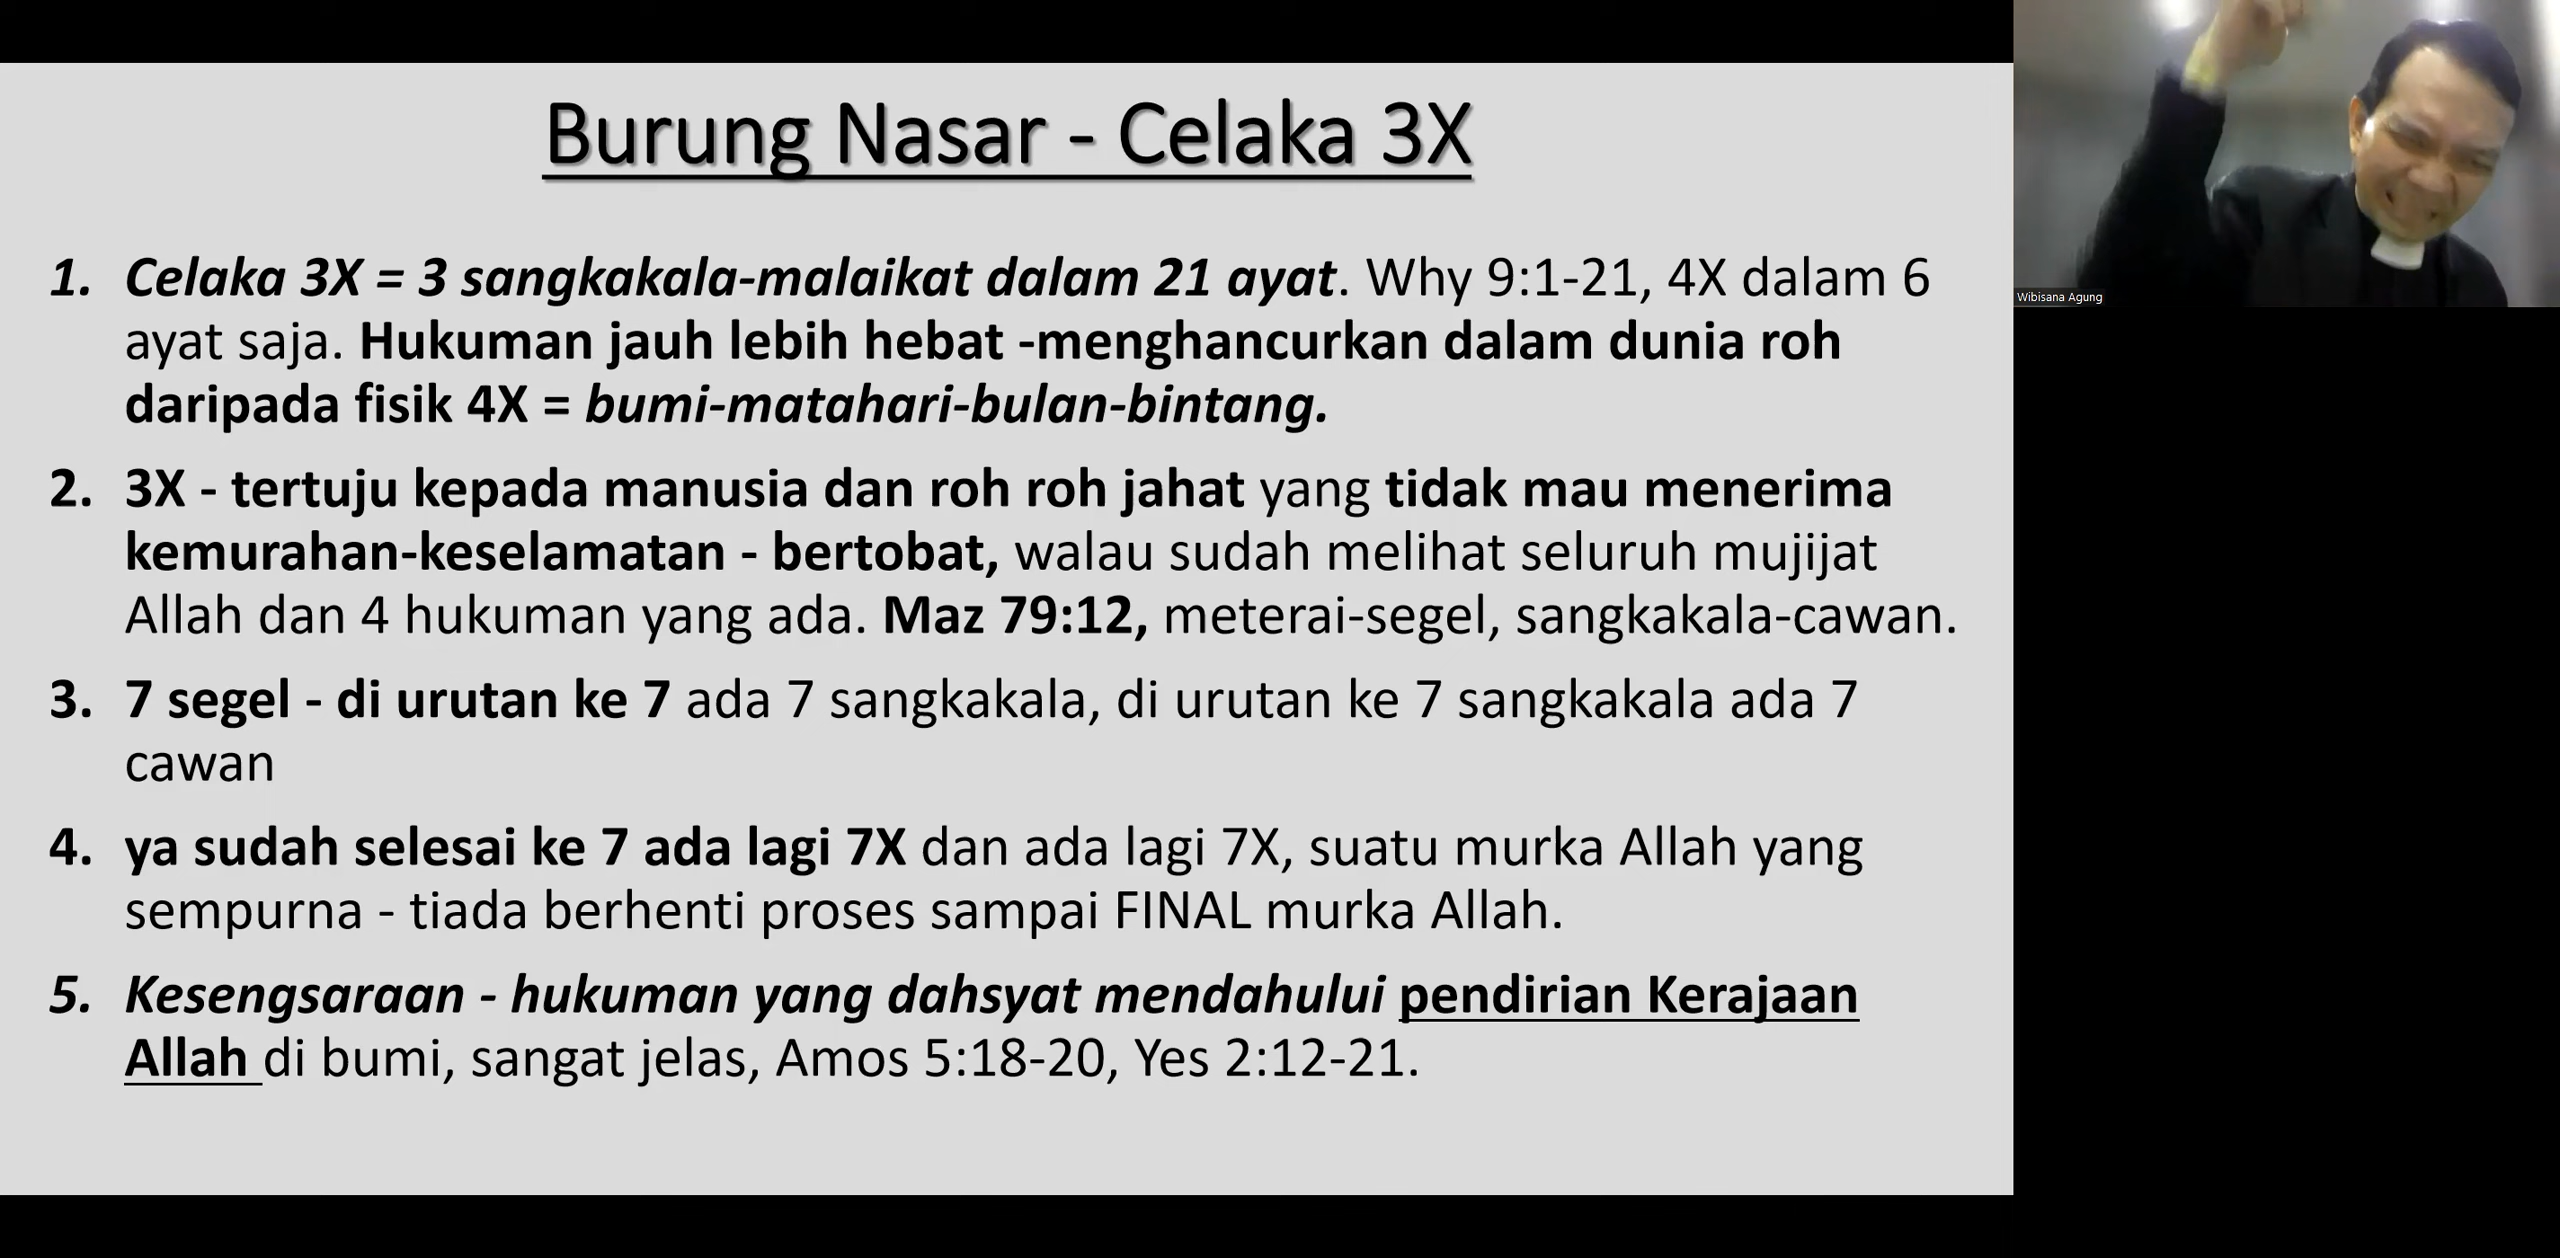 Burung Nasar - Celaka 3X
1. Celaka 3X = 3 sangkakala-malaikat dalam 21 ayat. Why 9:1-21, 4X dalam 6
ayat saja. Hukuman jauh lebih hebat -menghancurkan dalam dunia roh
daripada fisik 4X = bumi-matahari-bulan-bintang.
2. 3X - tertuju kepada manusia dan roh roh jahat yang tidak mau menerima
kemurahan-keselamatan - bertobat, walau sudah melihat seluruh mujijat
Allah dan 4 hukuman yang ada. Maz 79:12, meterai-segel, sangkakala-cawan.
3. 7 segel - di urutan ke 7 ada 7 sangkakala, di urutan ke 7 sangkakala ada 7
cawan
4. ya sudah selesai ke 7 ada lagi 7X dan ada lagi 7X, suatu murka Allah yang
sempurna - tiada berhenti proses sampai FINAL murka Allah.
5. Kesengsaraan - hukuman yang dahsyat mendahului pendirian Kerajaan
Allah di bumi, sangat jelas, Amos 5:18-20, Yes 2:12-21.
Wibisana Agung